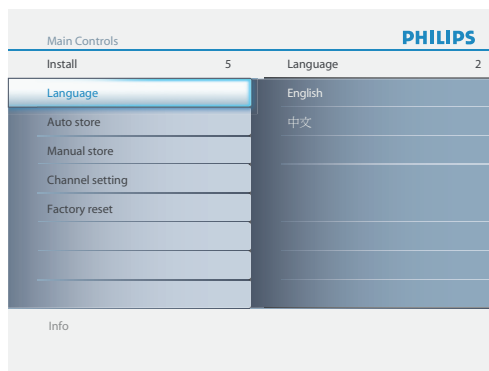 Main Controls
PHILIPS
Install 5
Language 2
Language
English
Auto store
中文
Manual store
Channel setting
Factory reset
Info